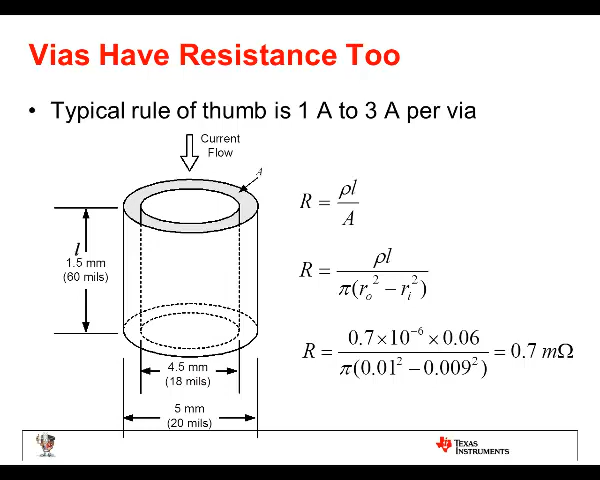 Vias Have Resistance Too
• Typical rule of thumb is 1 A to 3 A per via
Current
Flow
A
l
1.5 mm
(60 mils)
4.5 mm
(18 mils)
5 mm
(20 mils)
R = ρl / A
R = ρl / π(rₒ² − rᵢ²)
R = 0.7×10⁻⁶ × 0.06 / π(0.01² − 0.009²) = 0.7 mΩ
TEXAS
INSTRUMENTS